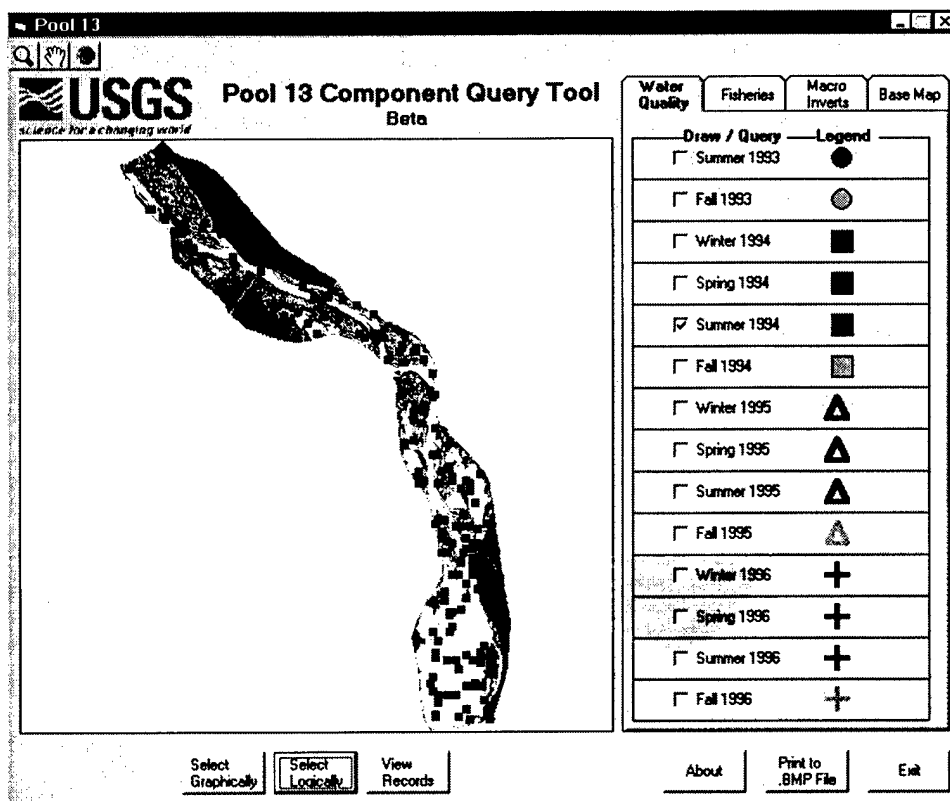 Pool 13
USGS
science for a changing world
Pool 13 Component Query Tool
Beta
Water Quality
Fisheries
Macro Inverts
Base Map
Draw / Query
Legend
Summer 1993
Fall 1993
Winter 1994
Spring 1994
Summer 1994
Fall 1994
Winter 1995
Spring 1995
Summer 1995
Fall 1995
Winter 1996
Spring 1996
Summer 1996
Fall 1996
Select Graphically
Select Logically
View Records
About
Print to .BMP File
Exit